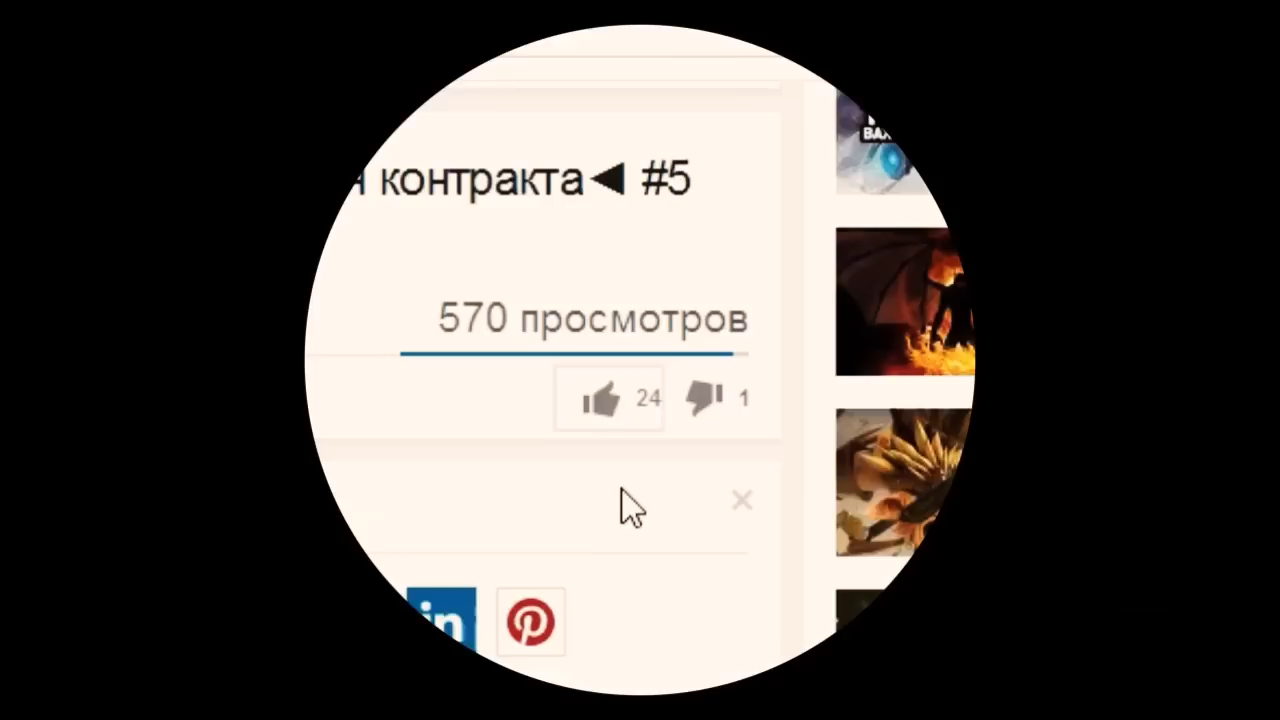 контракта◄ #5
570 просмотров
24 1
in